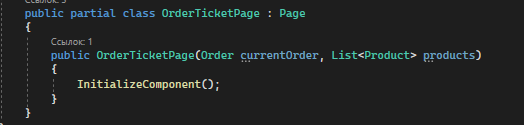 Ссылок: 3
public partial class OrderTicketPage : Page
{
Ссылок: 1
public OrderTicketPage(Order currentOrder, List<Product> products)
{
InitializeComponent();
}
}